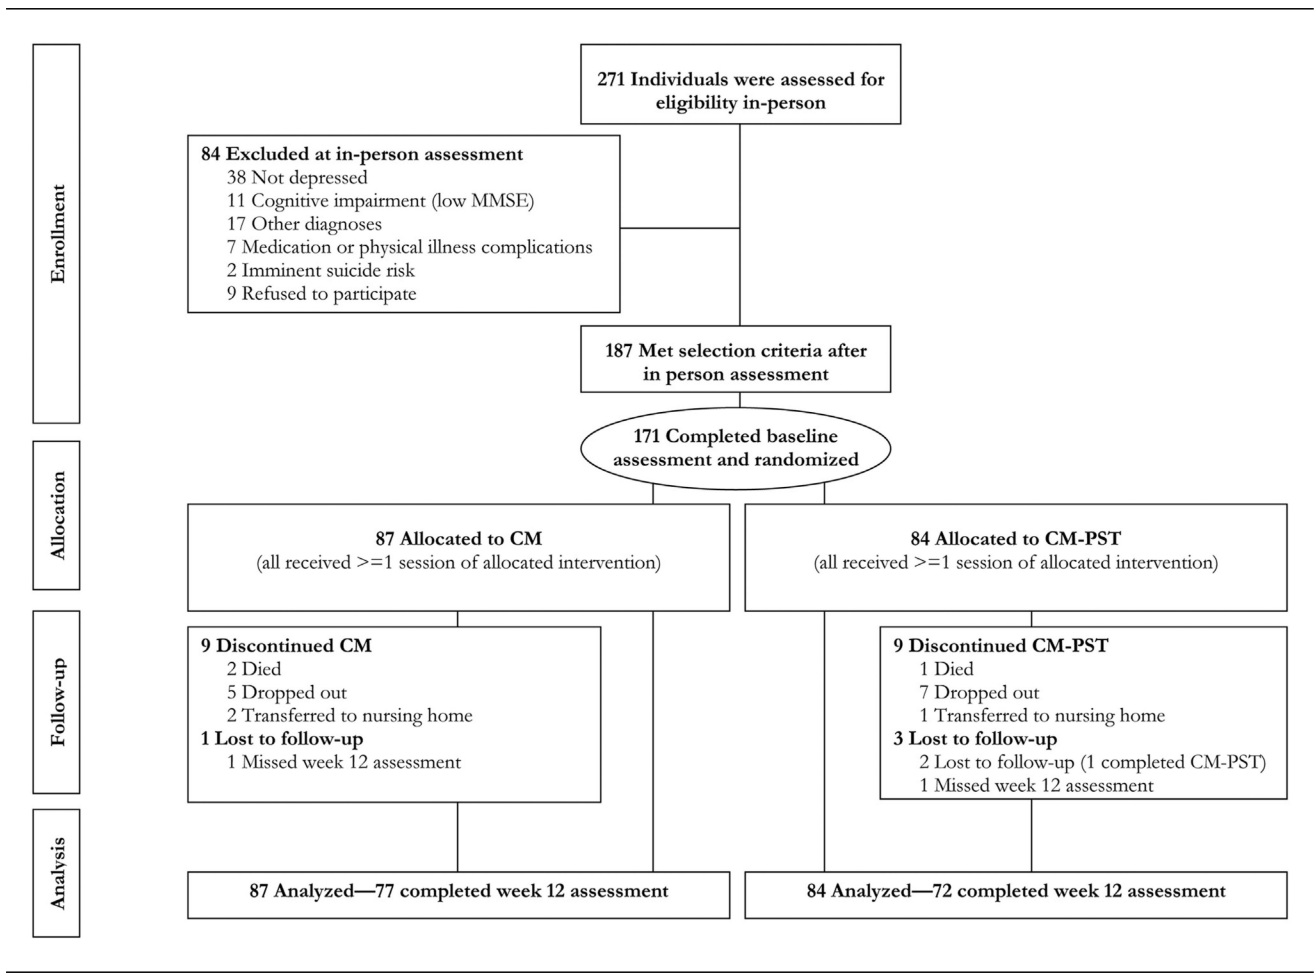 Enrollment
271 Individuals were assessed for
eligibility in-person
84 Excluded at in-person assessment
38 Not depressed
11 Cognitive impairment (low MMSE)
17 Other diagnoses
7 Medication or physical illness complications
2 Imminent suicide risk
9 Refused to participate
187 Met selection criteria after
in person assessment
171 Completed baseline
assessment and randomized
Allocation
87 Allocated to CM
(all received >=1 session of allocated intervention)
84 Allocated to CM-PST
(all received >=1 session of allocated intervention)
Follow-up
9 Discontinued CM
2 Died
5 Dropped out
2 Transferred to nursing home
1 Lost to follow-up
1 Missed week 12 assessment
9 Discontinued CM-PST
1 Died
7 Dropped out
1 Transferred to nursing home
3 Lost to follow-up
2 Lost to follow-up (1 completed CM-PST)
1 Missed week 12 assessment
Analysis
87 Analyzed—77 completed week 12 assessment
84 Analyzed—72 completed week 12 assessment